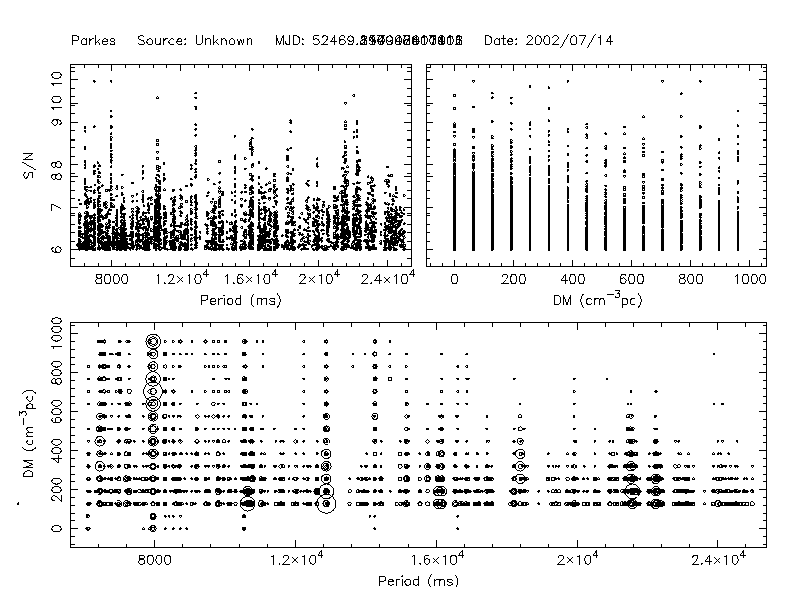 Parkes Source: Unknown MJD: Date: 2002/07/14
S/N
10
10
9
8
8
7
6
8000 1.2×10⁴ 1.6×10⁴ 2×10⁴ 2.4×10⁴
Period (ms)
0 200 400 600 800 1000
DM (cm⁻³pc)
DM (cm⁻³pc)
1000
800
600
400
200
0
8000 1.2×10⁴ 1.6×10⁴ 2×10⁴ 2.4×10⁴
Period (ms)